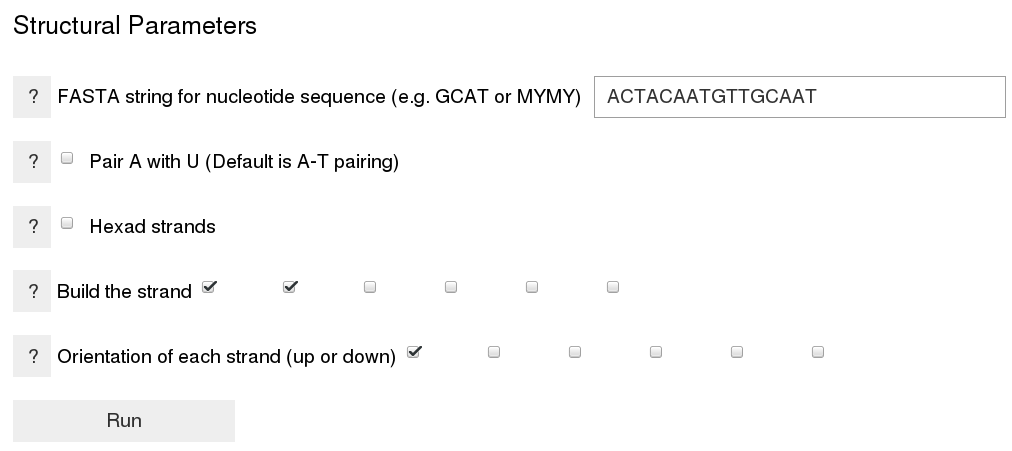 Structural Parameters
? FASTA string for nucleotide sequence (e.g. GCAT or MYMY) ACTACAATGTTGCAAT
? Pair A with U (Default is A-T pairing)
? Hexad strands
? Build the strand
? Orientation of each strand (up or down)
Run